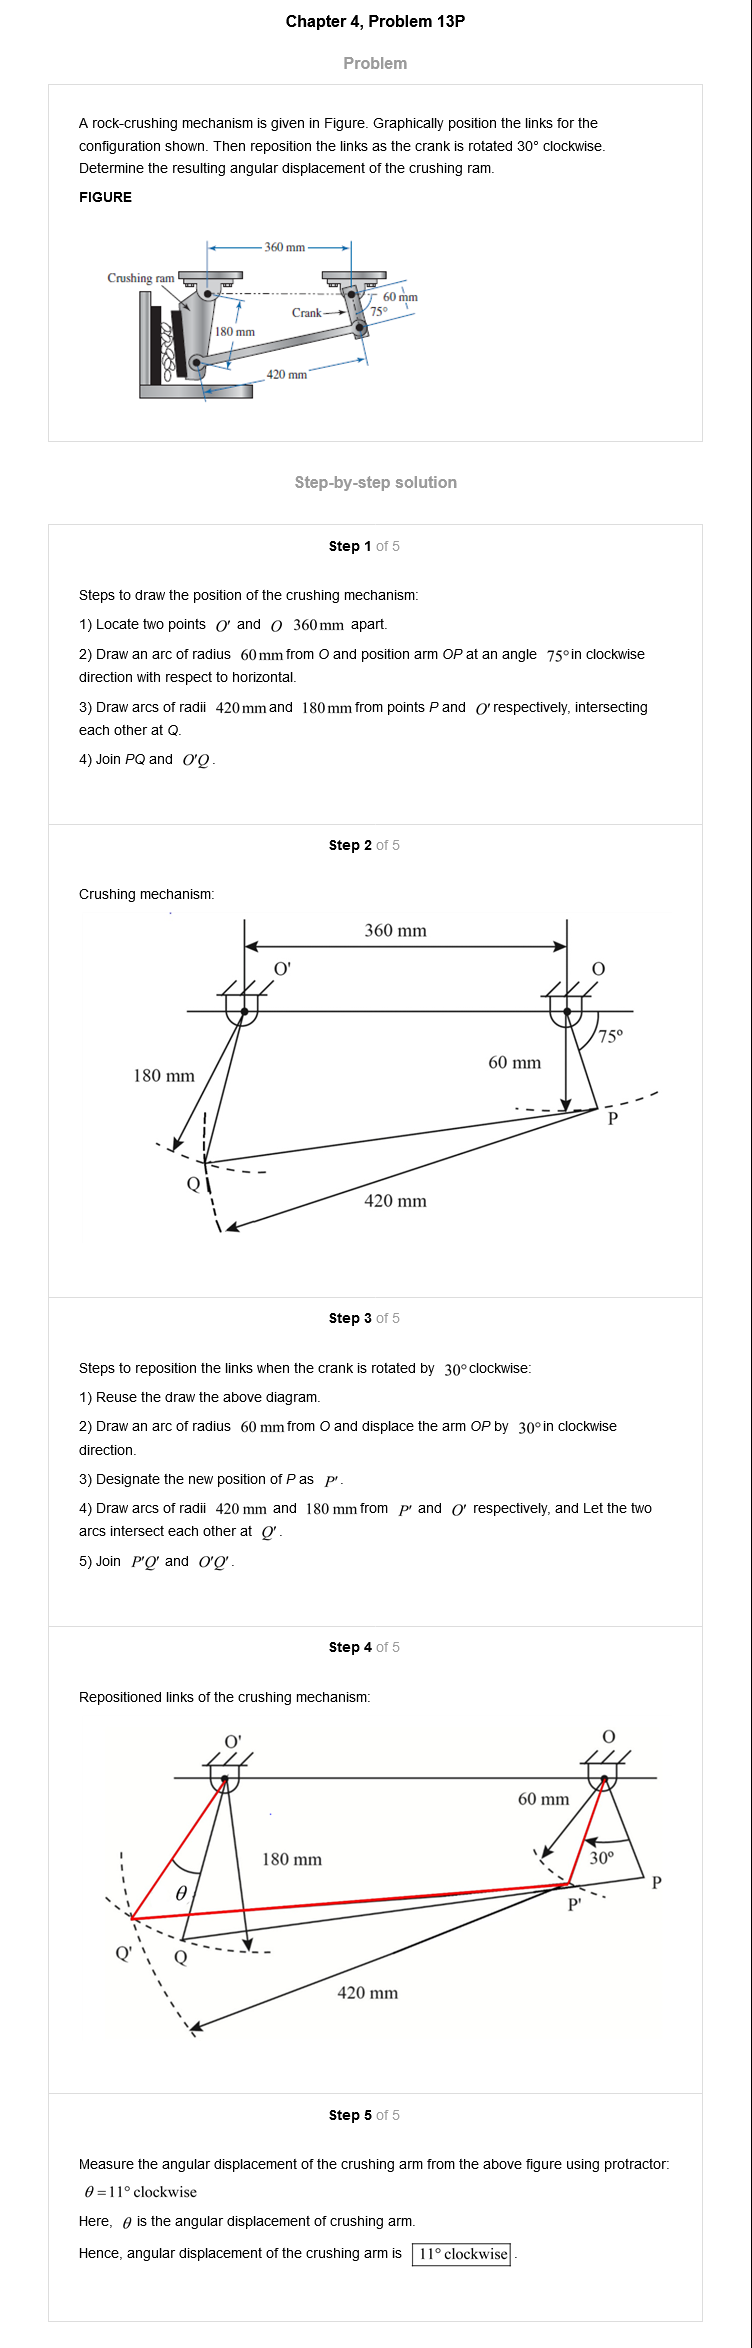 Chapter 4, Problem 13P
Problem
A rock-crushing mechanism is given in Figure. Graphically position the links for the
configuration shown. Then reposition the links as the crank is rotated 30° clockwise.
Determine the resulting angular displacement of the crushing ram.
FIGURE
360 mm
Crushing ram
60 mm
Crank
75°
180 mm
420 mm
Step-by-step solution
Step 1 of 5
Steps to draw the position of the crushing mechanism:
1) Locate two points O' and O 360 mm apart.
2) Draw an arc of radius 60 mm from O and position arm OP at an angle 75° in clockwise
direction with respect to horizontal.
3) Draw arcs of radii 420 mm and 180 mm from points P and O' respectively, intersecting
each other at Q.
4) Join PQ and O'Q.
Step 2 of 5
Crushing mechanism:
360 mm
O'
O
75°
60 mm
180 mm
P
Q
420 mm
Step 3 of 5
Steps to reposition the links when the crank is rotated by 30° clockwise:
1) Reuse the draw the above diagram.
2) Draw an arc of radius 60 mm from O and displace the arm OP by 30° in clockwise
direction.
3) Designate the new position of P as P'.
4) Draw arcs of radii 420 mm and 180 mm from P' and O' respectively, and Let the two
arcs intersect each other at Q'.
5) Join P'Q' and O'Q'.
Step 4 of 5
Repositioned links of the crushing mechanism:
O'
O
60 mm
180 mm
30°
θ
P
P'
Q'
Q
420 mm
Step 5 of 5
Measure the angular displacement of the crushing arm from the above figure using protractor:
θ = 11° clockwise
Here, θ is the angular displacement of crushing arm.
Hence, angular displacement of the crushing arm is 11° clockwise.